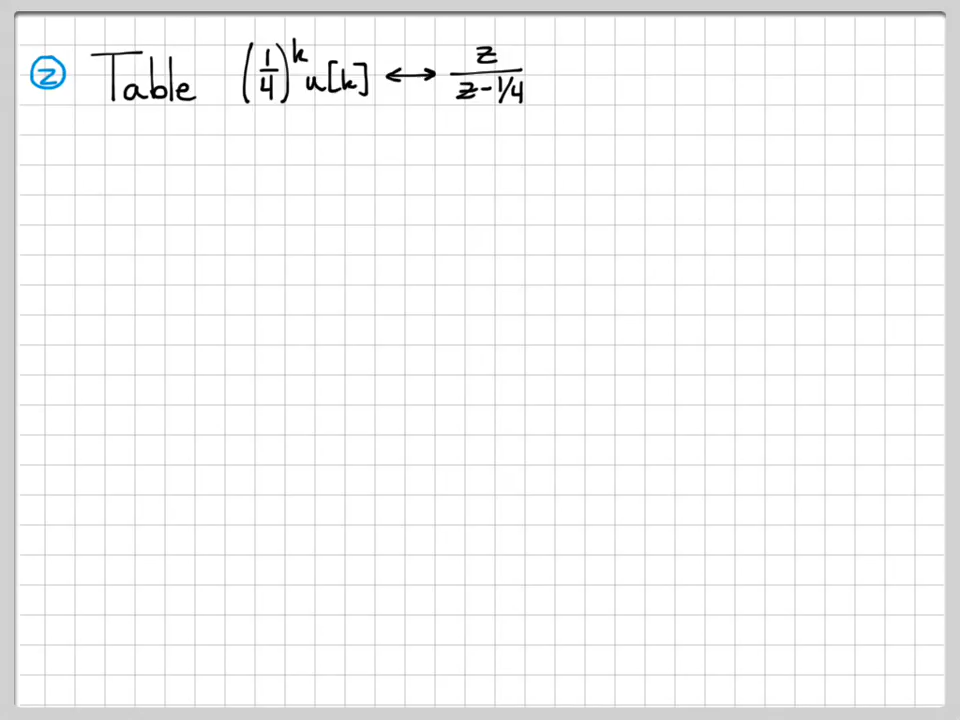 ② Table (1/4)^k u[k] ↔ z/(z-1/4)